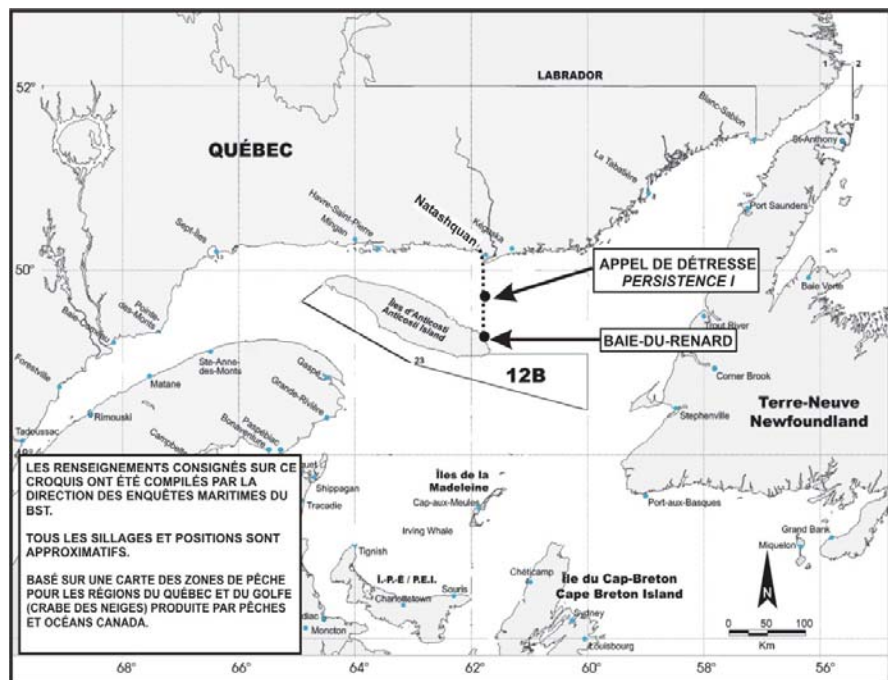 LABRADOR
1
2
3
52°
Blanc-Sablon
St-Anthony
QUÉBEC
La Tabatière
Port Saunders
Natashquan
Kegaska
Havre-Saint-Pierre
Mingan
Sept-Îles
50°
APPEL DE DÉTRESSE
PERSISTENCE I
Baie Verte
Pointe-
des-Monts
Îles d'Anticosti
Anticosti Island
Trout River
BAIE-DU-RENARD
Baie-Comeau
23
12B
Corner Brook
Forestville
Ste-Anne-
des-Monts
Gaspé
Matane
Grande-Rivière
Terre-Neuve
Newfoundland
Stephenville
Rimouski
Paspébiac
Bonaventure
Tadoussac
Campbell
LES RENSEIGNEMENTS CONSIGNÉS SUR CE
CROQUIS ONT ÉTÉ COMPILÉS PAR LA
DIRECTION DES ENQUÊTES MARITIMES DU
BST.
TOUS LES SILLAGES ET POSITIONS SONT
APPROXIMATIFS.
BASÉ SUR UNE CARTE DES ZONES DE PÊCHE
POUR LES RÉGIONS DU QUÉBEC ET DU GOLFE
(CRABE DES NEIGES) PRODUITE PAR PÊCHES
ET OCÉANS CANADA.
Shippagan
Tracadie
Îles de la
Madeleine
Cap-aux-Meules
Port-aux-Basques
Irving Whale
Grand Bank
Miquelon
Tignish
Î.-P.-É / P.E.I.
Souris
Charlottetown
Chéticamp
Île du Cap-Breton
Cape Breton Island
N
Sydney
Louisbourg
Moncton
0 50 100
Km
68° 66° 64° 62° 60° 58° 56°